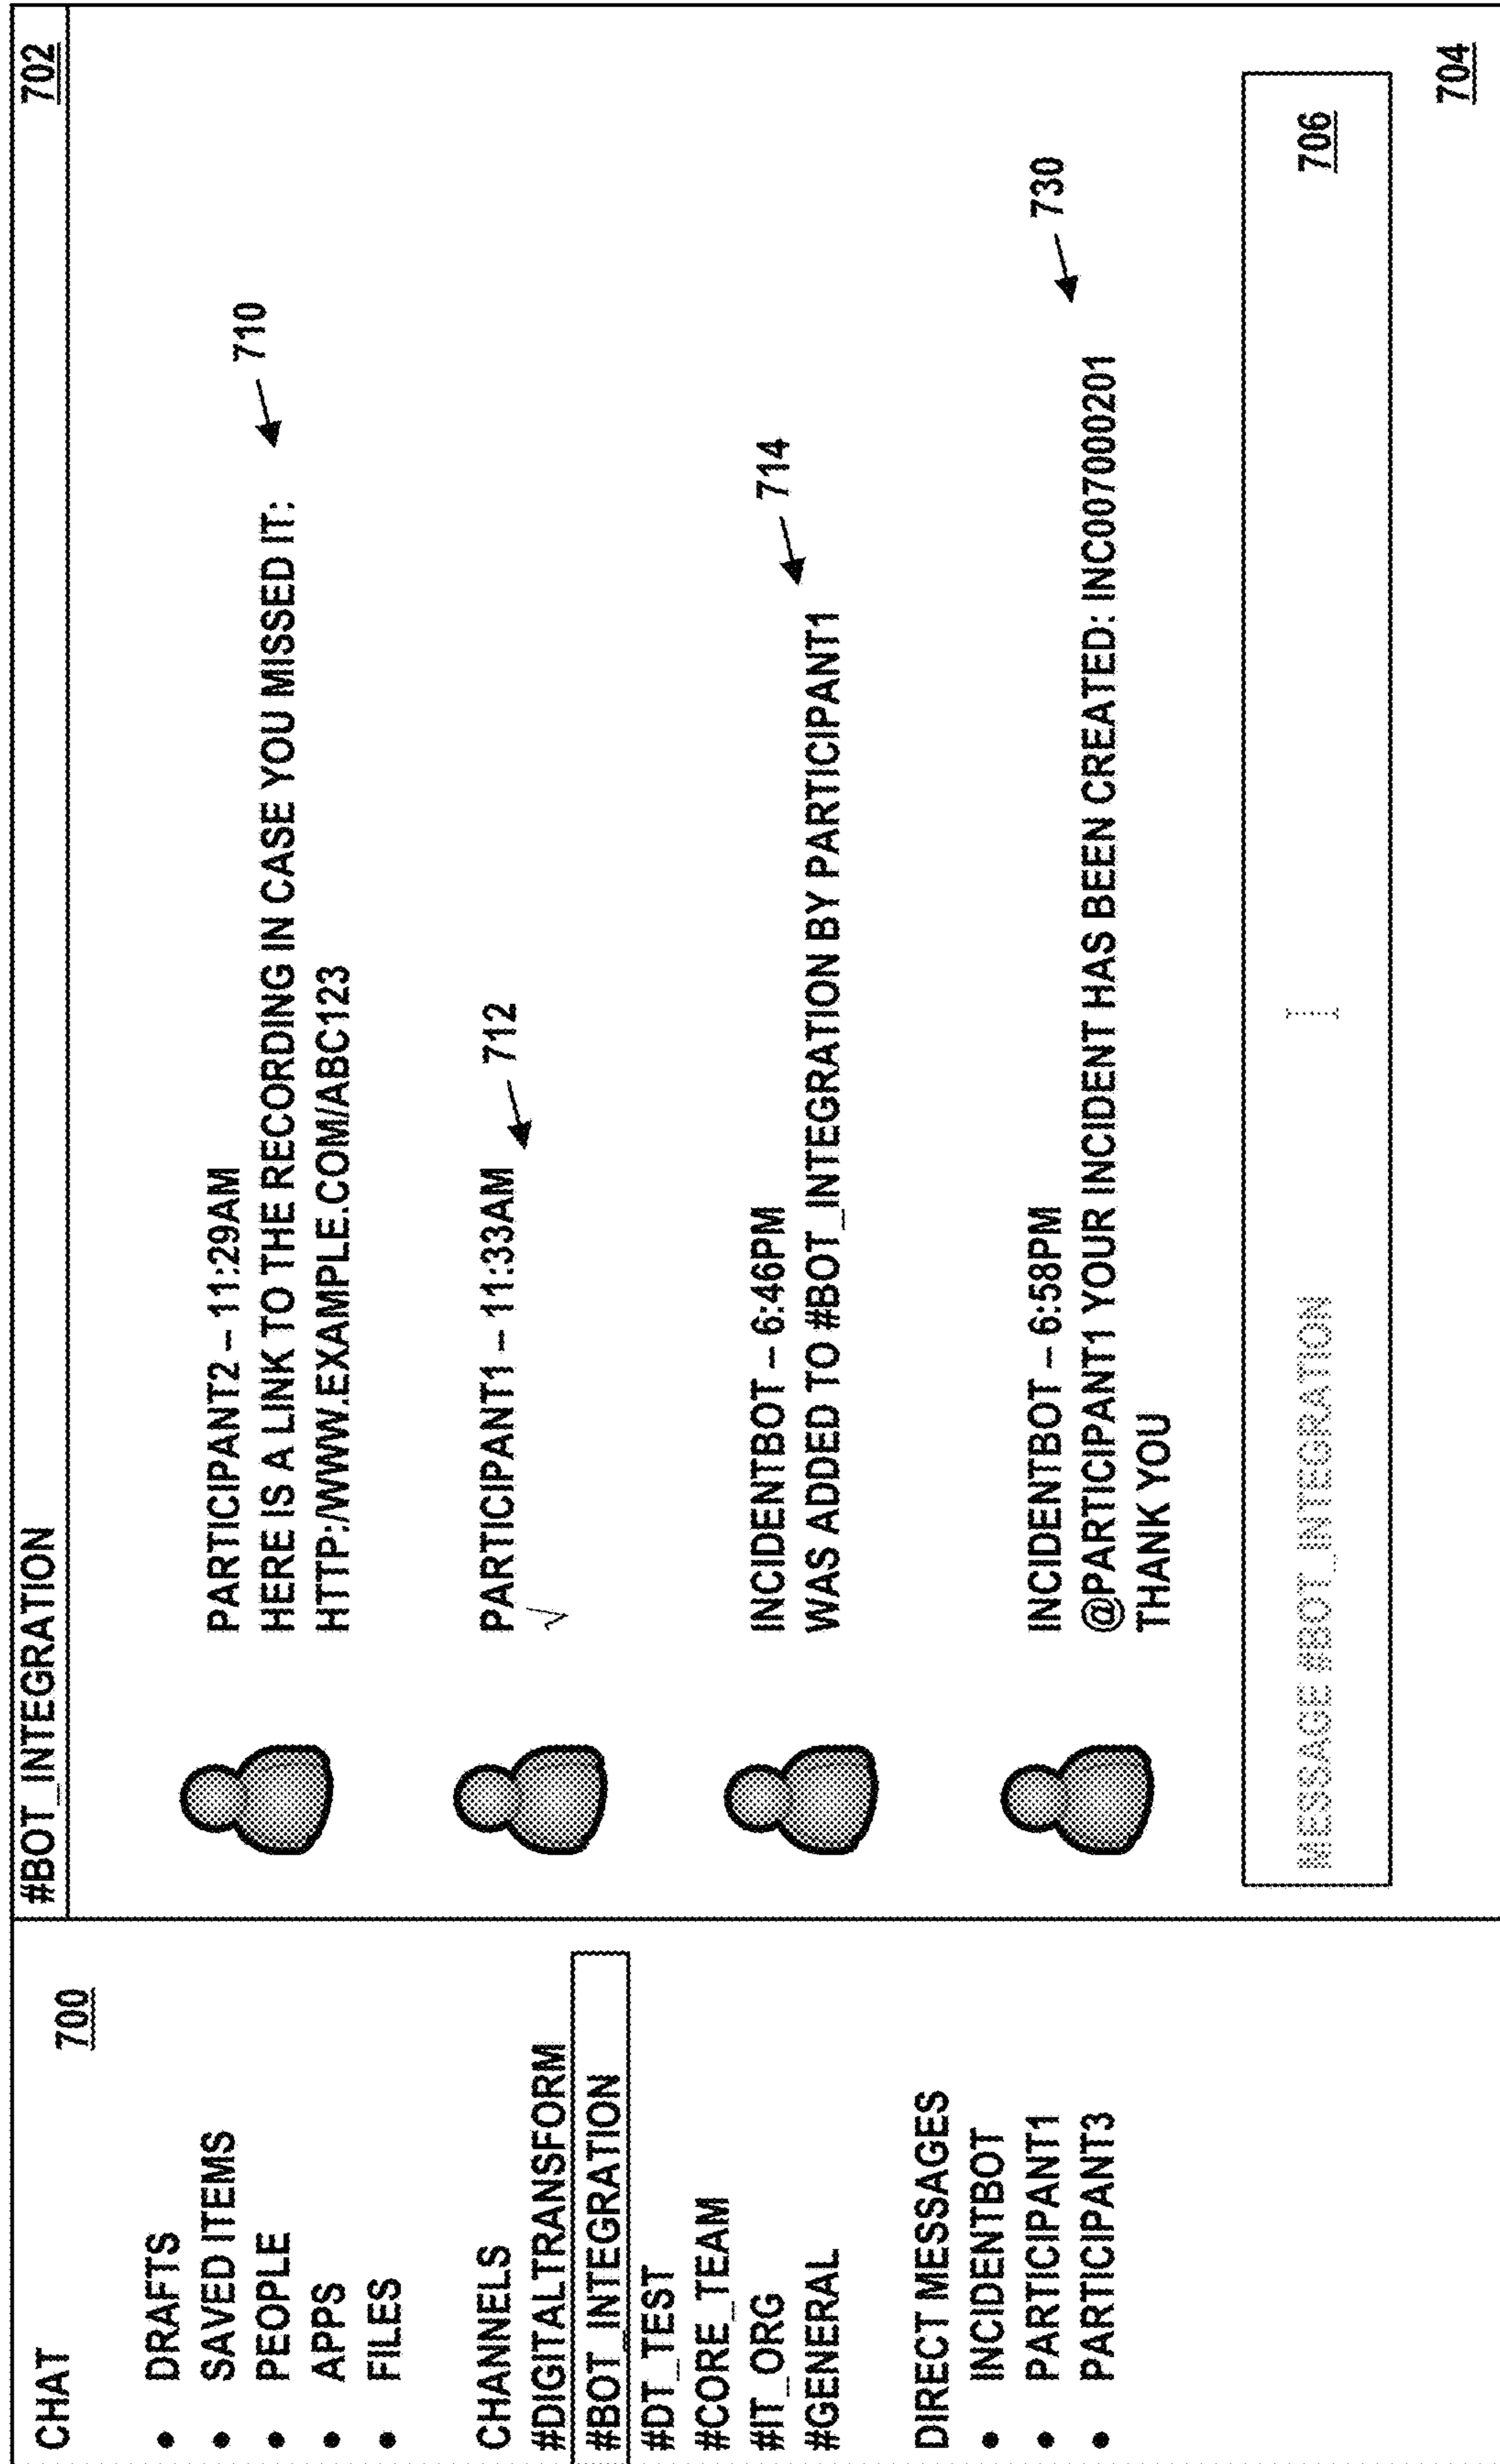 CHAT
700
• DRAFTS
• SAVED ITEMS
• PEOPLE
• APPS
• FILES
CHANNELS
#DIGITALTRANSFORM
#BOT_INTEGRATION
#DT_TEST
#CORE_TEAM
#IT_ORG
#GENERAL
DIRECT MESSAGES
• INCIDENTBOT
• PARTICIPANT1
• PARTICIPANT3
#BOT_INTEGRATION 702
PARTICIPANT2 – 11:29AM
HERE IS A LINK TO THE RECORDING IN CASE YOU MISSED IT:
HTTP:/WWW.EXAMPLE.COM/ABC123
710
PARTICIPANT1 – 11:33AM
√
712
INCIDENTBOT – 6:46PM
WAS ADDED TO #BOT_INTEGRATION BY PARTICIPANT1
714
INCIDENTBOT – 6:58PM
@PARTICIPANT1 YOUR INCIDENT HAS BEEN CREATED: INC007000201
THANK YOU
730
MESSAGE #BOT_INTEGRATION
706
704